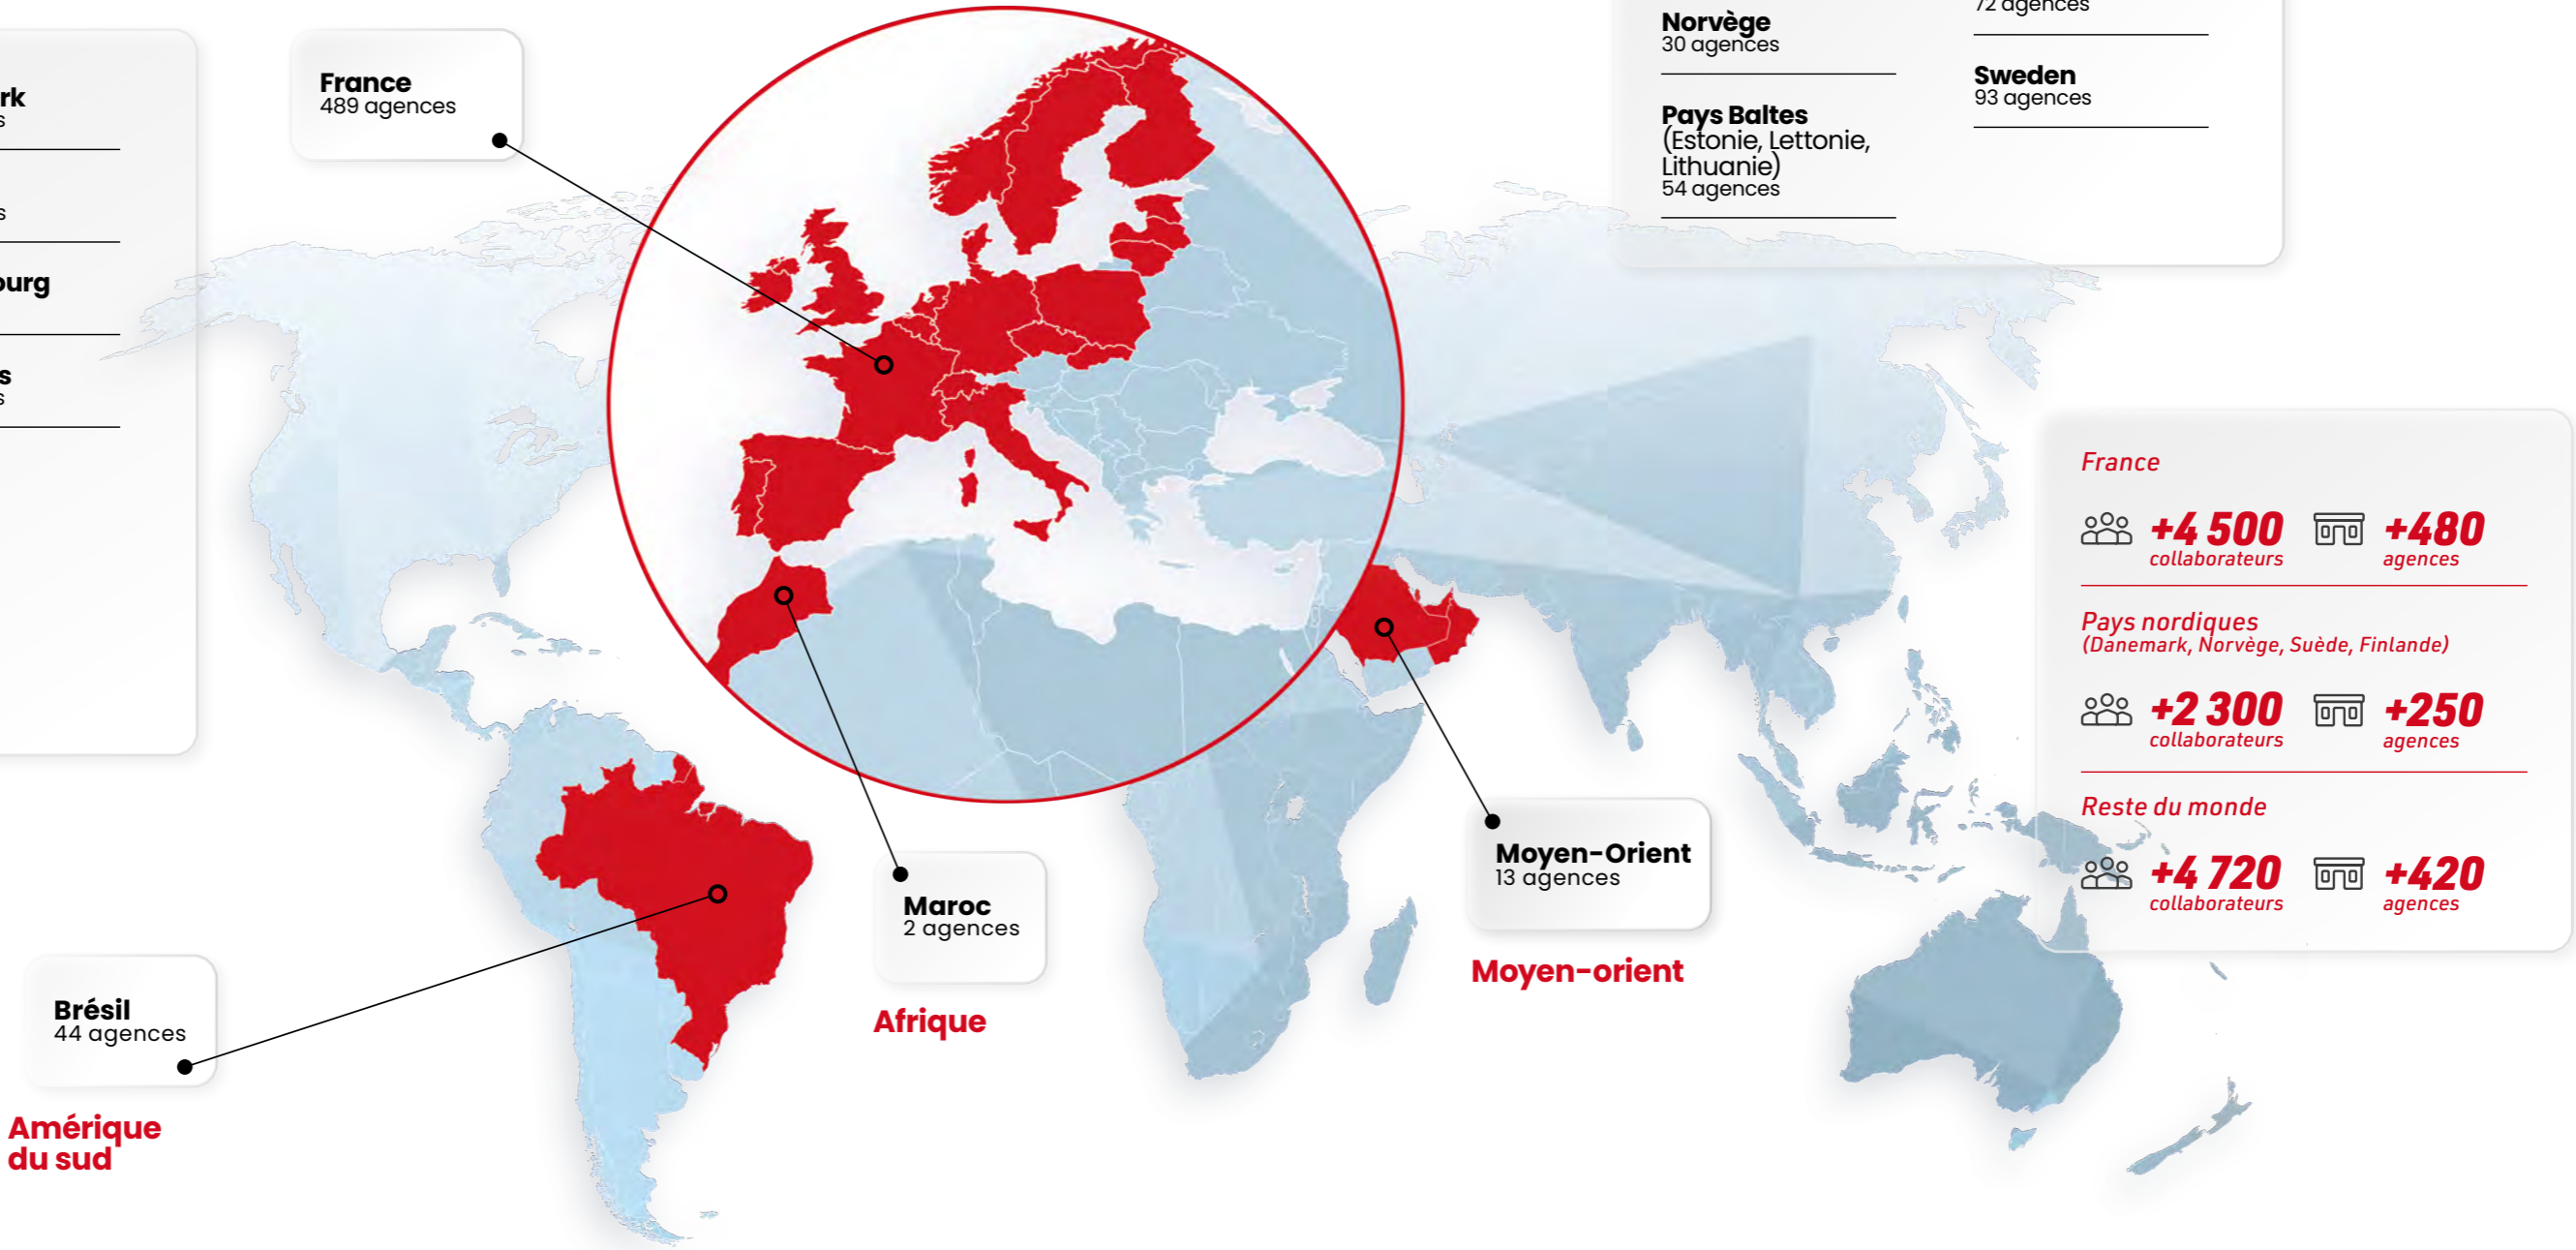 rk
s
s
ourg
s
s
France
489 agences
Norvège
30 agences
Pays Baltes
(Estonie, Lettonie,
Lithuanie)
54 agences
72 agences
Sweden
93 agences
France
+4 500
collaborateurs
+480
agences
Pays nordiques
(Danemark, Norvège, Suède, Finlande)
+2 300
collaborateurs
+250
agences
Reste du monde
+4 720
collaborateurs
+420
agences
Moyen-Orient
13 agences
Moyen-orient
Maroc
2 agences
Afrique
Brésil
44 agences
Amérique
du sud